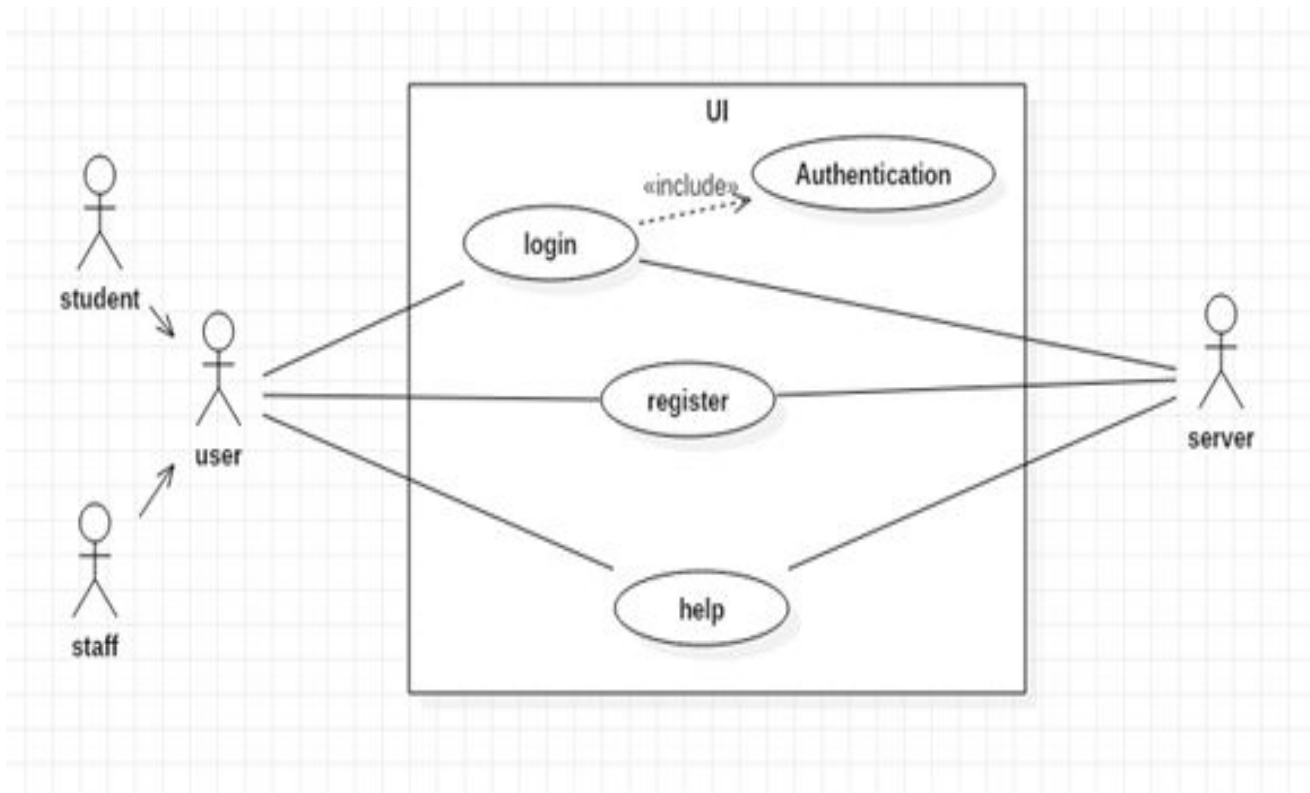 UI
Authentication
«include»
login
student
register
user
server
help
staff